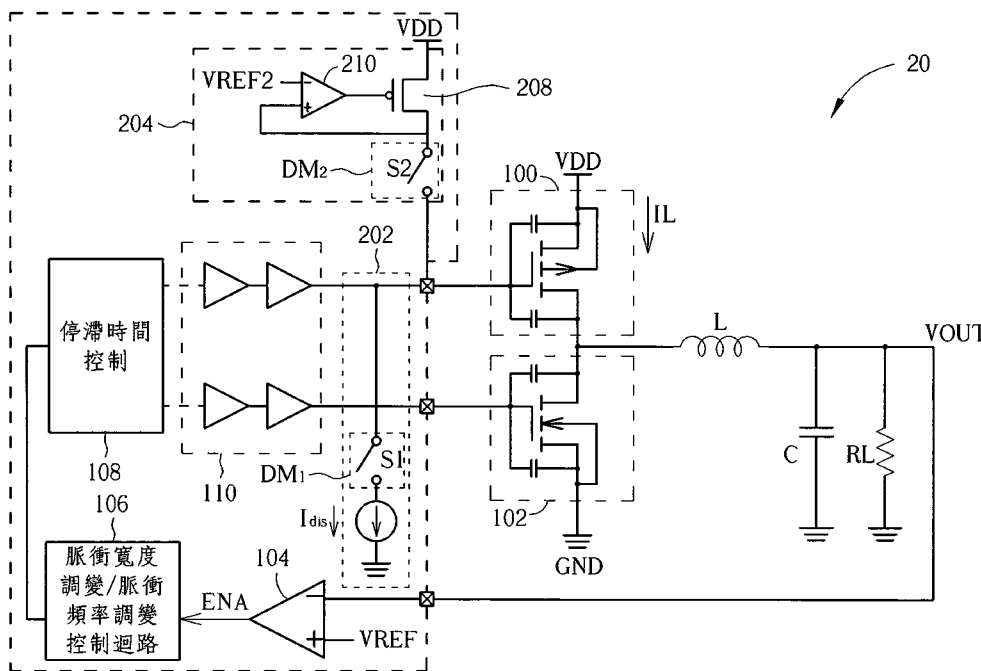 VDD
210
VREF2
-
+
208
204
DM2
S2
20
VDD
100
IL
202
停滯時間
控制
L
VOUT
108
110
DM1
S1
C
RL
102
Idis
GND
106
脈衝寬度
調變/脈衝
頻率調變
控制迴路
ENA
104
-
+
VREF